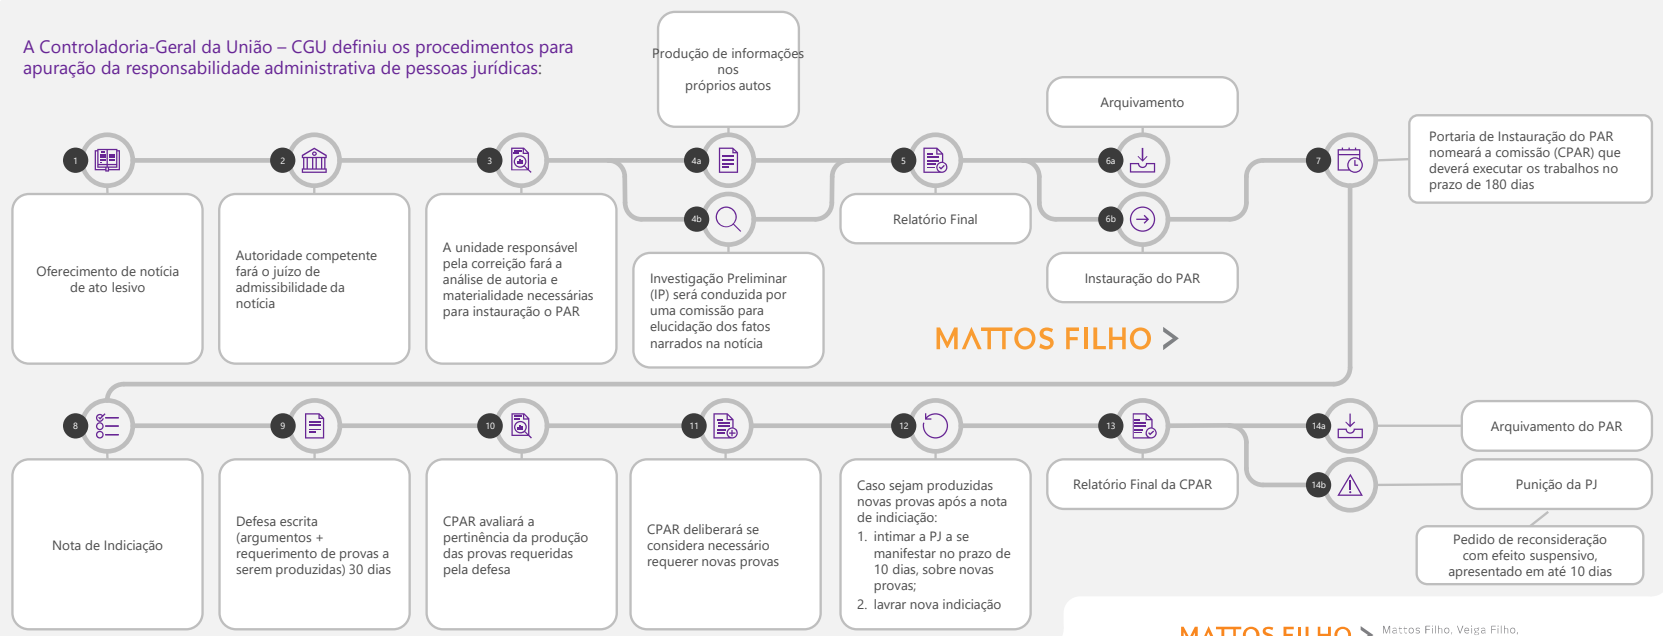 A Controladoria-Geral da União – CGU definiu os procedimentos para
apuração da responsabilidade administrativa de pessoas jurídicas:
1
Oferecimento de notícia
de ato lesivo
2
Autoridade competente
fará o juízo de
admissibilidade da
notícia
3
A unidade responsável
pela correição fará a
análise de autoria e
materialidade necessárias
para instauração o PAR
Produção de informações
nos
próprios autos
4a
4b
Investigação Preliminar
(IP) será conduzida por
uma comissão para
elucidação dos fatos
narrados na notícia
5
Relatório Final
Arquivamento
6a
6b
Instauração do PAR
7
Portaria de Instauração do PAR
nomeará a comissão (CPAR) que
deverá executar os trabalhos no
prazo de 180 dias
MATTOS FILHO >
8
Nota de Indiciação
9
Defesa escrita
(argumentos +
requerimento de provas a
serem produzidas) 30 dias
10
CPAR avaliará a
pertinência da produção
das provas requeridas
pela defesa
11
CPAR deliberará se
considera necessário
requerer novas provas
12
Caso sejam produzidas
novas provas após a nota
de indiciação:
1. intimar a PJ a se
manifestar no prazo de
10 dias, sobre novas
provas;
2. lavrar nova indiciação
13
Relatório Final da CPAR
14a
Arquivamento do PAR
14b
Punição da PJ
Pedido de reconsideração
com efeito suspensivo,
apresentado em até 10 dias
MATTOS FILHO >
Mattos Filho, Veiga Filho,